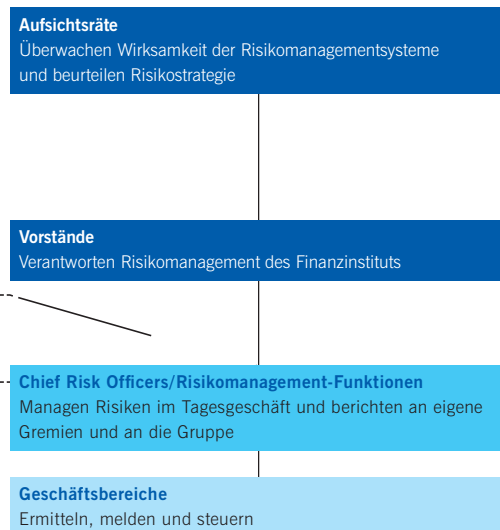 Aufsichtsräte
Überwachen Wirksamkeit der Risikomanagementsysteme
und beurteilen Risikostrategie
Vorstände
Verantworten Risikomanagement des Finanzinstituts
Chief Risk Officers/Risikomanagement-Funktionen
Managen Risiken im Tagesgeschäft und berichten an eigene
Gremien und an die Gruppe
Geschäftsbereiche
Ermitteln, melden und steuern